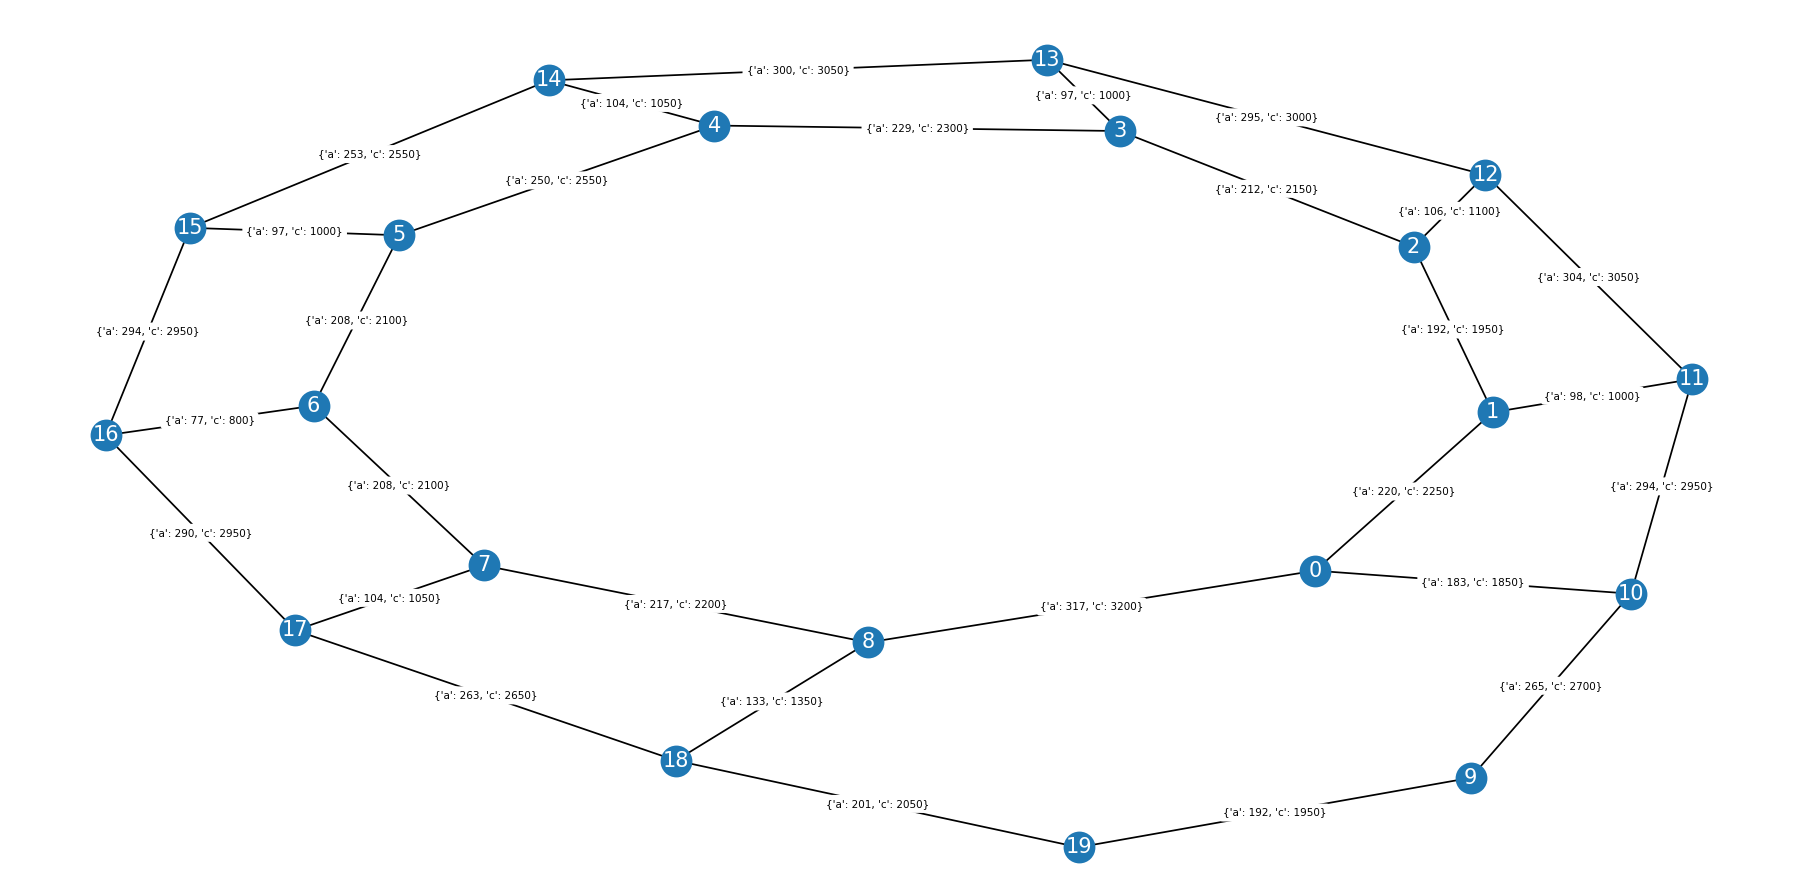 13
{'a': 300, 'c': 3050}
14
{'a': 97, 'c': 1000}
{'a': 104, 'c': 1050}
{'a': 295, 'c': 3000}
4
{'a': 229, 'c': 2300}
3
{'a': 253, 'c': 2550}
12
{'a': 250, 'c': 2550}
{'a': 212, 'c': 2150}
{'a': 106, 'c': 1100}
15
{'a': 97, 'c': 1000}
5
2
{'a': 304, 'c': 3050}
{'a': 208, 'c': 2100}
{'a': 294, 'c': 2950}
{'a': 192, 'c': 1950}
11
{'a': 98, 'c': 1000}
6
1
{'a': 77, 'c': 800}
16
{'a': 208, 'c': 2100}
{'a': 294, 'c': 2950}
{'a': 220, 'c': 2250}
{'a': 290, 'c': 2950}
7
0
{'a': 183, 'c': 1850}
10
{'a': 104, 'c': 1050}
{'a': 217, 'c': 2200}
{'a': 317, 'c': 3200}
17
8
{'a': 265, 'c': 2700}
{'a': 263, 'c': 2650}
{'a': 133, 'c': 1350}
18
9
{'a': 201, 'c': 2050}
{'a': 192, 'c': 1950}
19